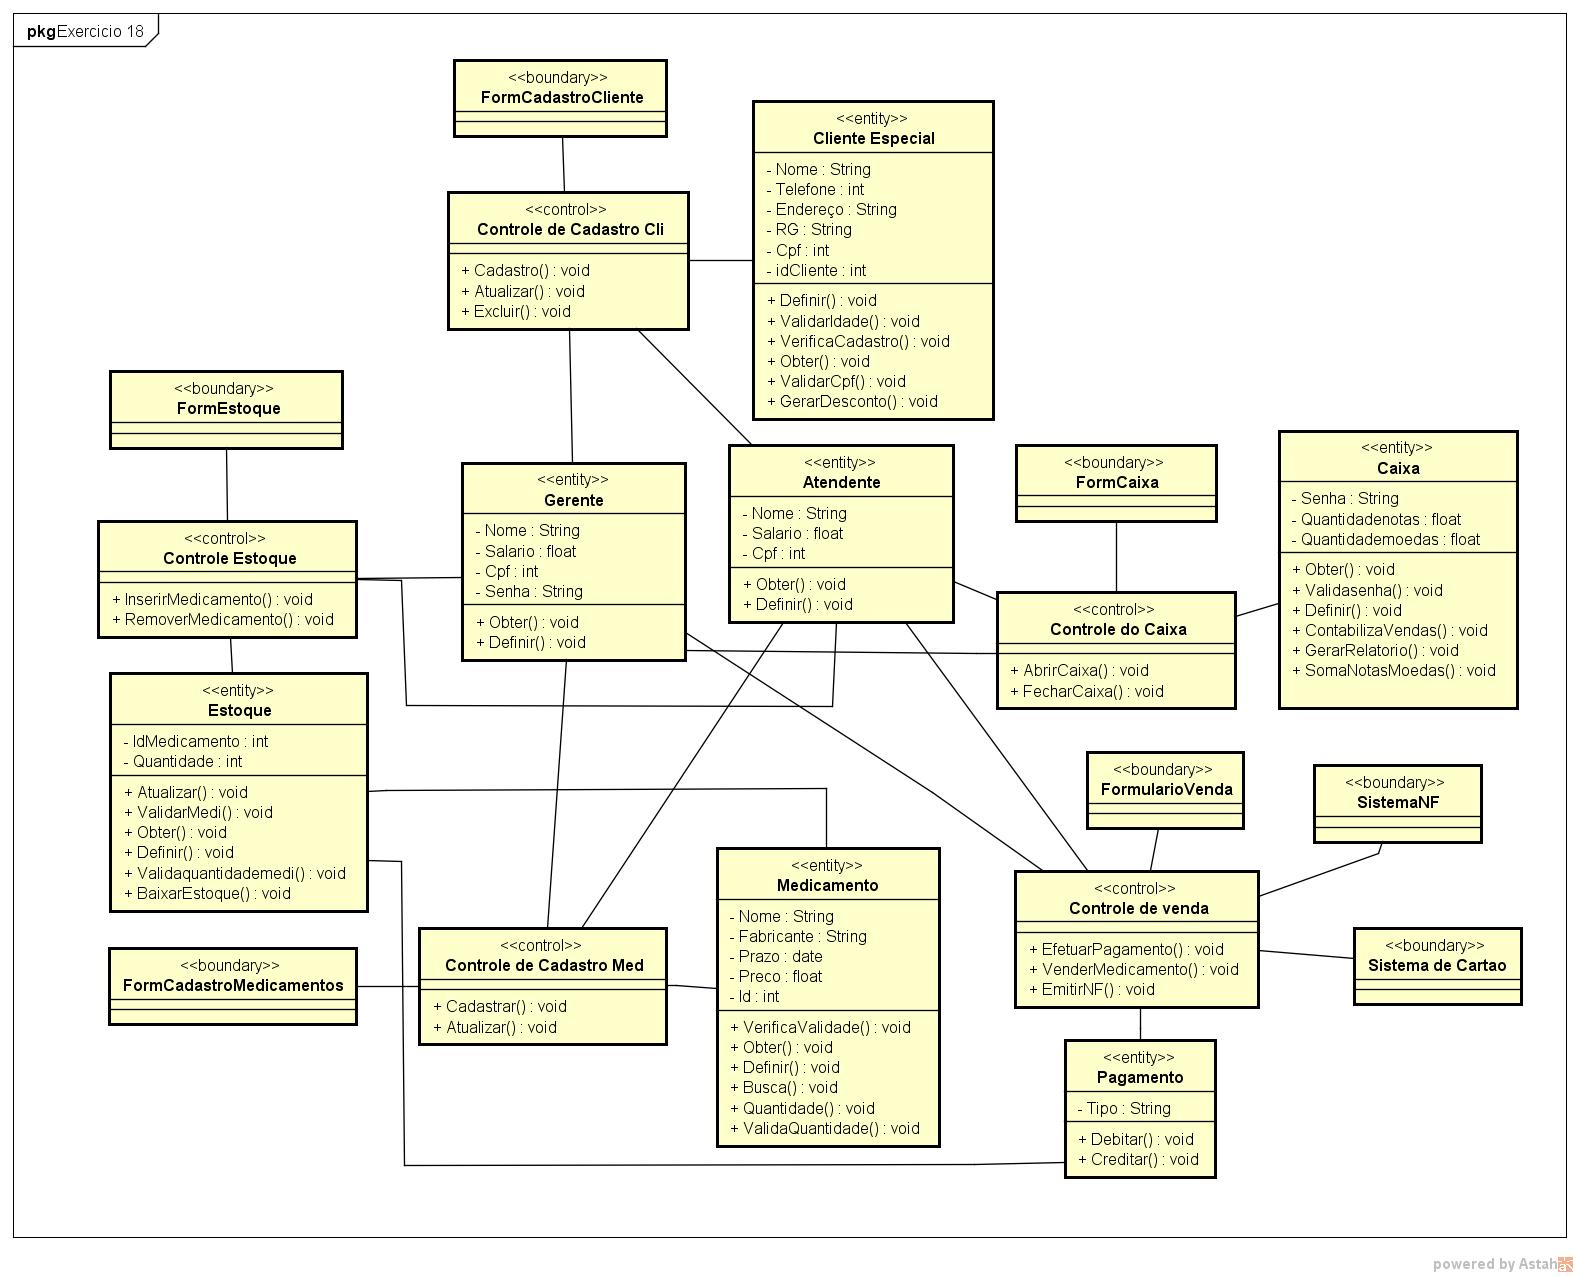 pkgExercicio 18
<<boundary>>
FormCadastroCliente
<<entity>>
Cliente Especial
- Nome : String
- Telefone : int
- Endereço : String
- RG : String
- Cpf : int
- idCliente : int
+ Definir() : void
+ ValidarIdade() : void
+ VerificaCadastro() : void
+ Obter() : void
+ ValidarCpf() : void
+ GerarDesconto() : void
<<control>>
Controle de Cadastro Cli
+ Cadastro() : void
+ Atualizar() : void
+ Excluir() : void
<<boundary>>
FormEstoque
<<entity>>
Gerente
- Nome : String
- Salario : float
- Cpf : int
- Senha : String
+ Obter() : void
+ Definir() : void
<<entity>>
Atendente
- Nome : String
- Salario : float
- Cpf : int
+ Obter() : void
+ Definir() : void
<<boundary>>
FormCaixa
<<entity>>
Caixa
- Senha : String
- Quantidadenotas : float
- Quantidademoedas : float
+ Obter() : void
+ Validasenha() : void
+ Definir() : void
+ ContabilizaVendas() : void
+ GerarRelatorio() : void
+ SomaNotasMoedas() : void
<<control>>
Controle Estoque
+ InserirMedicamento() : void
+ RemoverMedicamento() : void
<<control>>
Controle do Caixa
+ AbrirCaixa() : void
+ FecharCaixa() : void
<<entity>>
Estoque
- IdMedicamento : int
- Quantidade : int
+ Atualizar() : void
+ ValidarMedi() : void
+ Obter() : void
+ Definir() : void
+ Validaquantidademedi() : void
+ BaixarEstoque() : void
<<boundary>>
FormularioVenda
<<boundary>>
SistemaNF
<<entity>>
Medicamento
- Nome : String
- Fabricante : String
- Prazo : date
- Preco : float
- Id : int
+ VerificaValidade() : void
+ Obter() : void
+ Definir() : void
+ Busca() : void
+ Quantidade() : void
+ ValidaQuantidade() : void
<<control>>
Controle de venda
+ EfetuarPagamento() : void
+ VenderMedicamento() : void
+ EmitirNF() : void
<<boundary>>
Sistema de Cartao
<<boundary>>
FormCadastroMedicamentos
<<control>>
Controle de Cadastro Med
+ Cadastrar() : void
+ Atualizar() : void
<<entity>>
Pagamento
- Tipo : String
+ Debitar() : void
+ Creditar() : void
powered by Astah